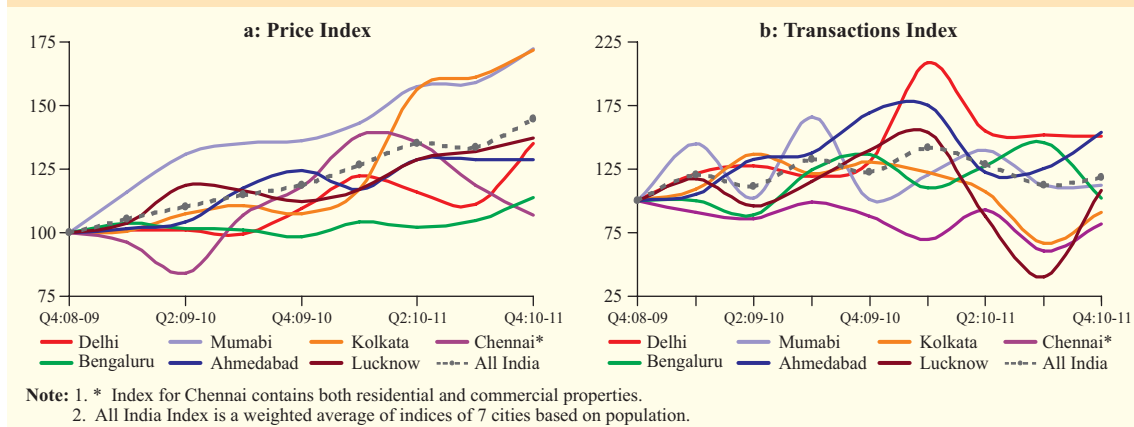 a: Price Index
175
150
125
100
75
Q4:08-09 Q2:09-10 Q4:09-10 Q2:10-11 Q4:10-11
Delhi Mumabi Kolkata Chennai*
Bengaluru Ahmedabad Lucknow All India
b: Transactions Index
225
175
125
75
25
Q4:08-09 Q2:09-10 Q4:09-10 Q2:10-11 Q4:10-11
Delhi Mumabi Kolkata Chennai*
Bengaluru Ahmedabad Lucknow All India
Note: 1. * Index for Chennai contains both residential and commercial properties.
2. All India Index is a weighted average of indices of 7 cities based on population.